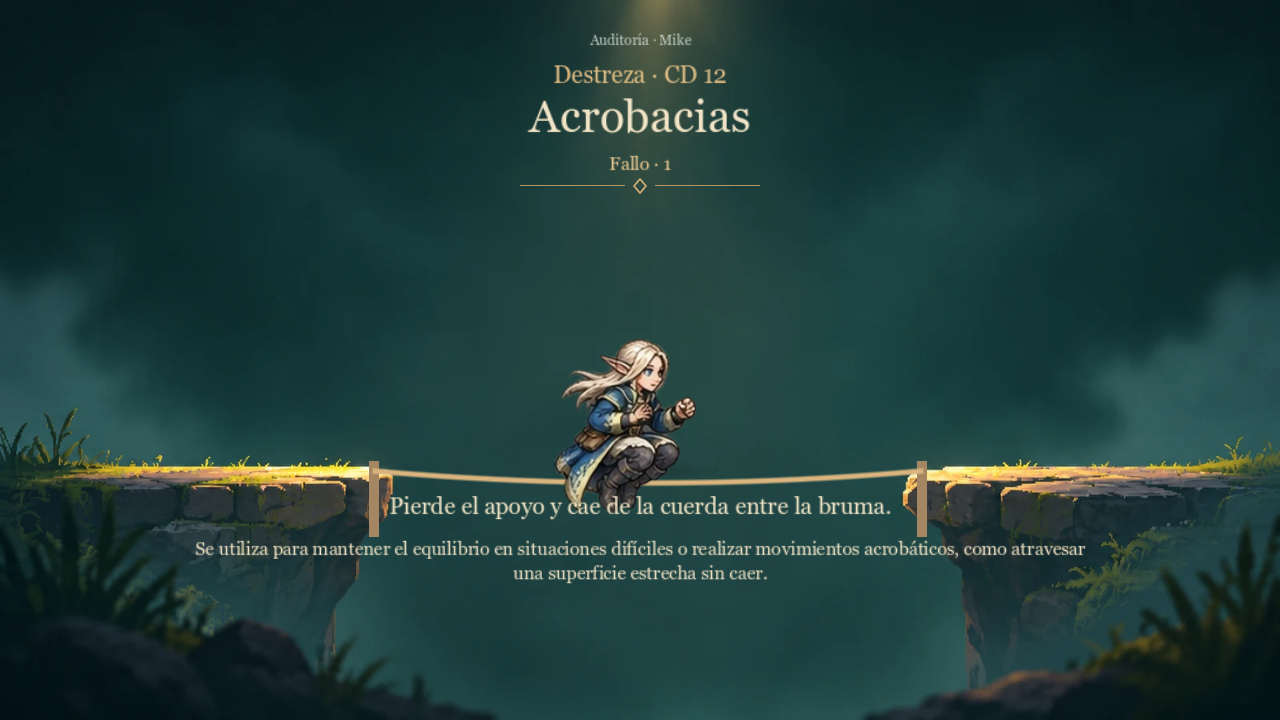 Auditoría · Mike
Destreza · CD 12
Acrobacias
Fallo · 1
Pierde el apoyo y cae de la cuerda entre la bruma.
Se utiliza para mantener el equilibrio en situaciones difíciles o realizar movimientos acrobáticos, como atravesar
una superficie estrecha sin caer.